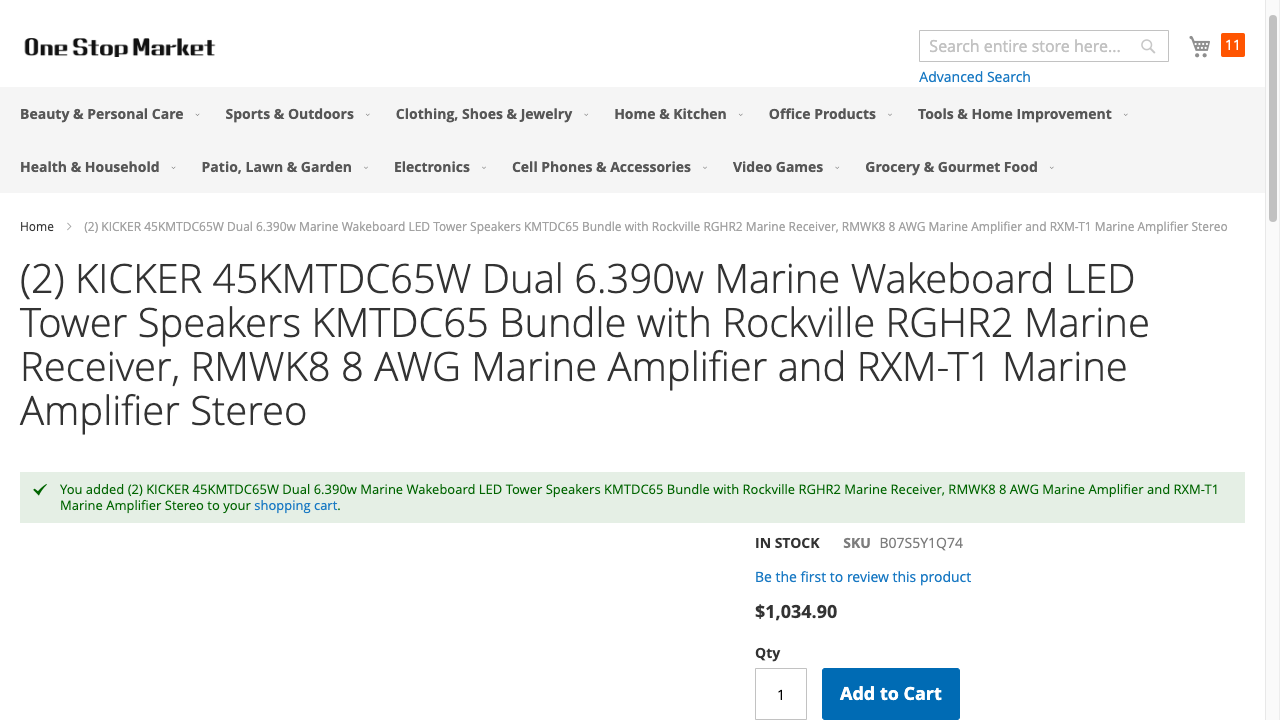 One Stop Market
Search entire store here...
11
Advanced Search
Beauty & Personal Care
Sports & Outdoors
Clothing, Shoes & Jewelry
Home & Kitchen
Office Products
Tools & Home Improvement
Health & Household
Patio, Lawn & Garden
Electronics
Cell Phones & Accessories
Video Games
Grocery & Gourmet Food
Home
(2) KICKER 45KMTDC65W Dual 6.390w Marine Wakeboard LED Tower Speakers KMTDC65 Bundle with Rockville RGHR2 Marine Receiver, RMWK8 8 AWG Marine Amplifier and RXM-T1 Marine Amplifier Stereo
(2) KICKER 45KMTDC65W Dual 6.390w Marine Wakeboard LED
Tower Speakers KMTDC65 Bundle with Rockville RGHR2 Marine
Receiver, RMWK8 8 AWG Marine Amplifier and RXM-T1 Marine
Amplifier Stereo
You added (2) KICKER 45KMTDC65W Dual 6.390w Marine Wakeboard LED Tower Speakers KMTDC65 Bundle with Rockville RGHR2 Marine Receiver, RMWK8 8 AWG Marine Amplifier and RXM-T1
Marine Amplifier Stereo to your shopping cart.
IN STOCK
SKU B07S5Y1Q74
Be the first to review this product
$1,034.90
Qty
1
Add to Cart